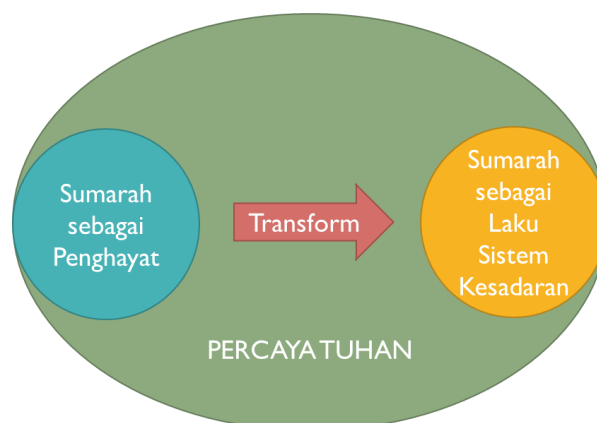 Sumarah
sebagai
Penghayat
Transform
Sumarah
sebagai
Laku
Sistem
Kesadaran
PERCAYA TUHAN